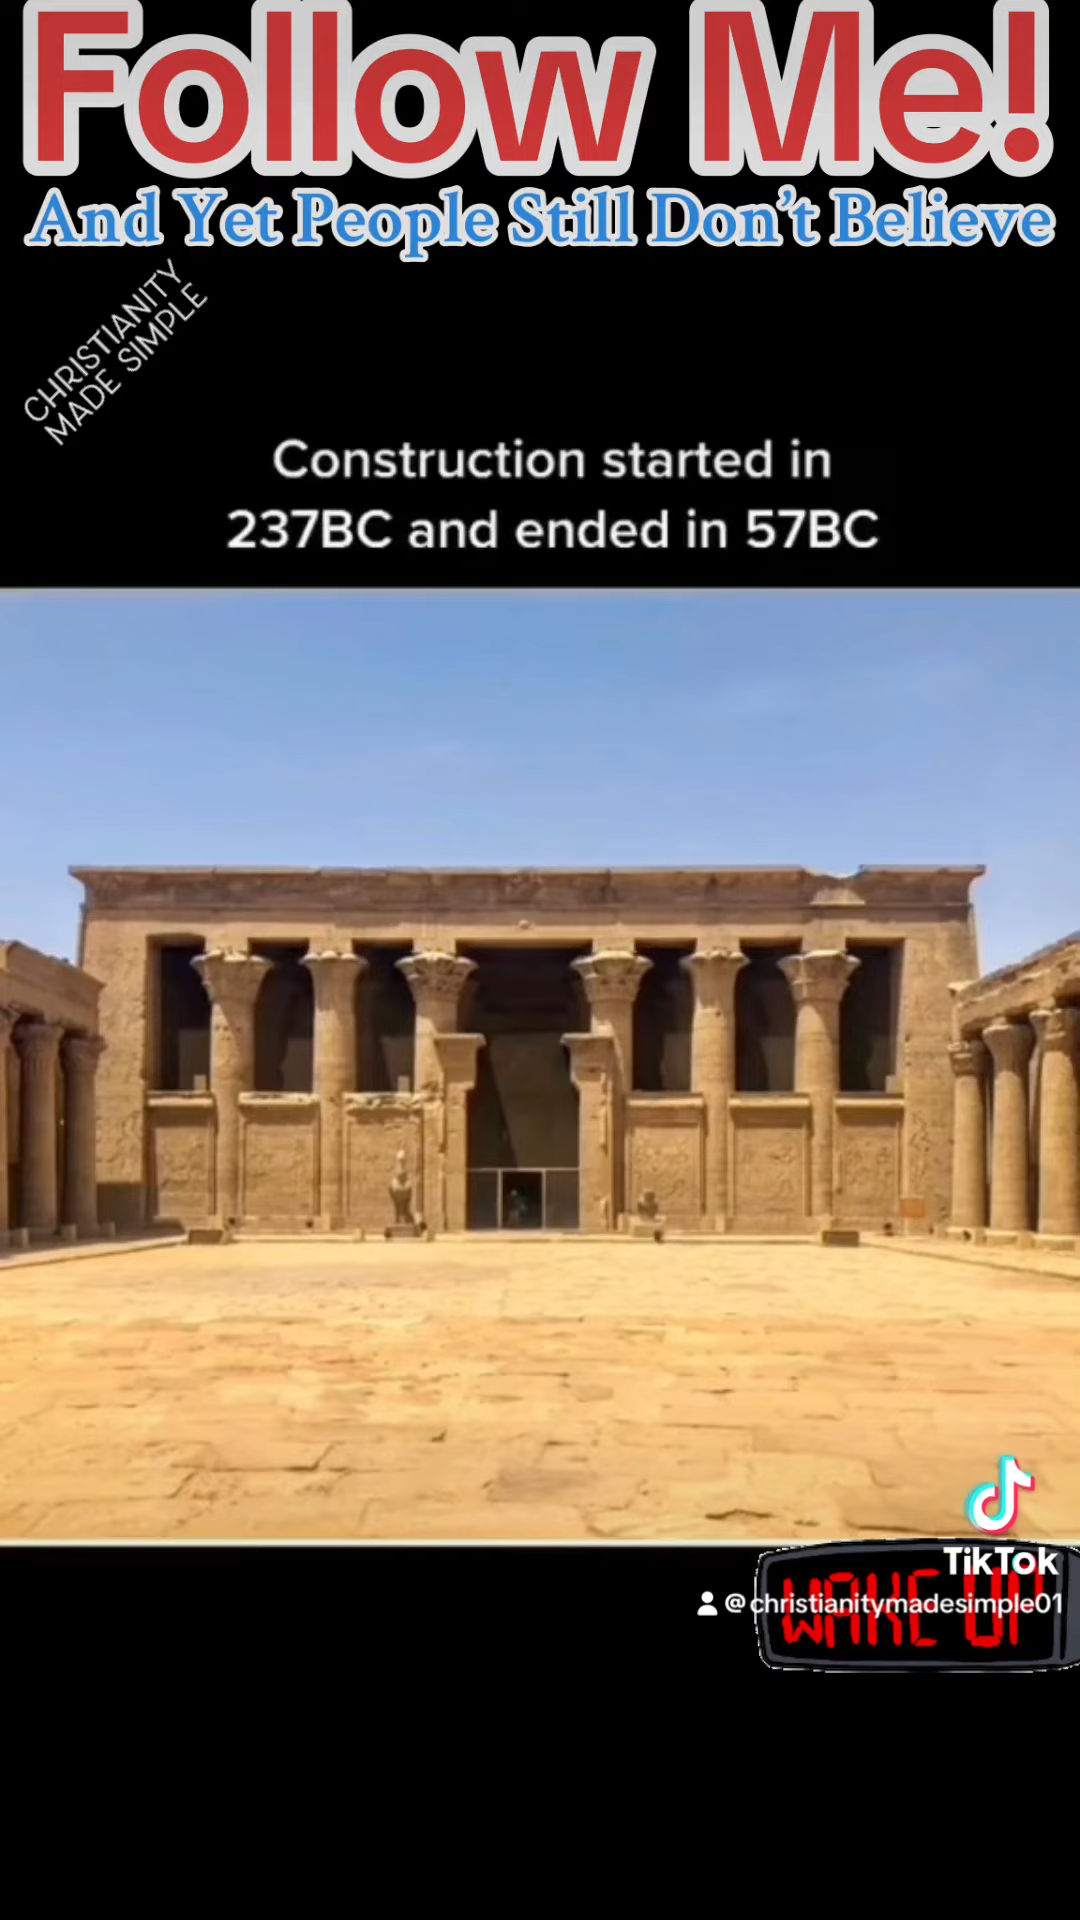 Follow Me!
And Yet People Still Don't Believe
CHRISTIANITY
MADE SIMPLE
Construction started in
237BC and ended in 57BC
TikTok
@christianitymadesimple01
WAKE UP